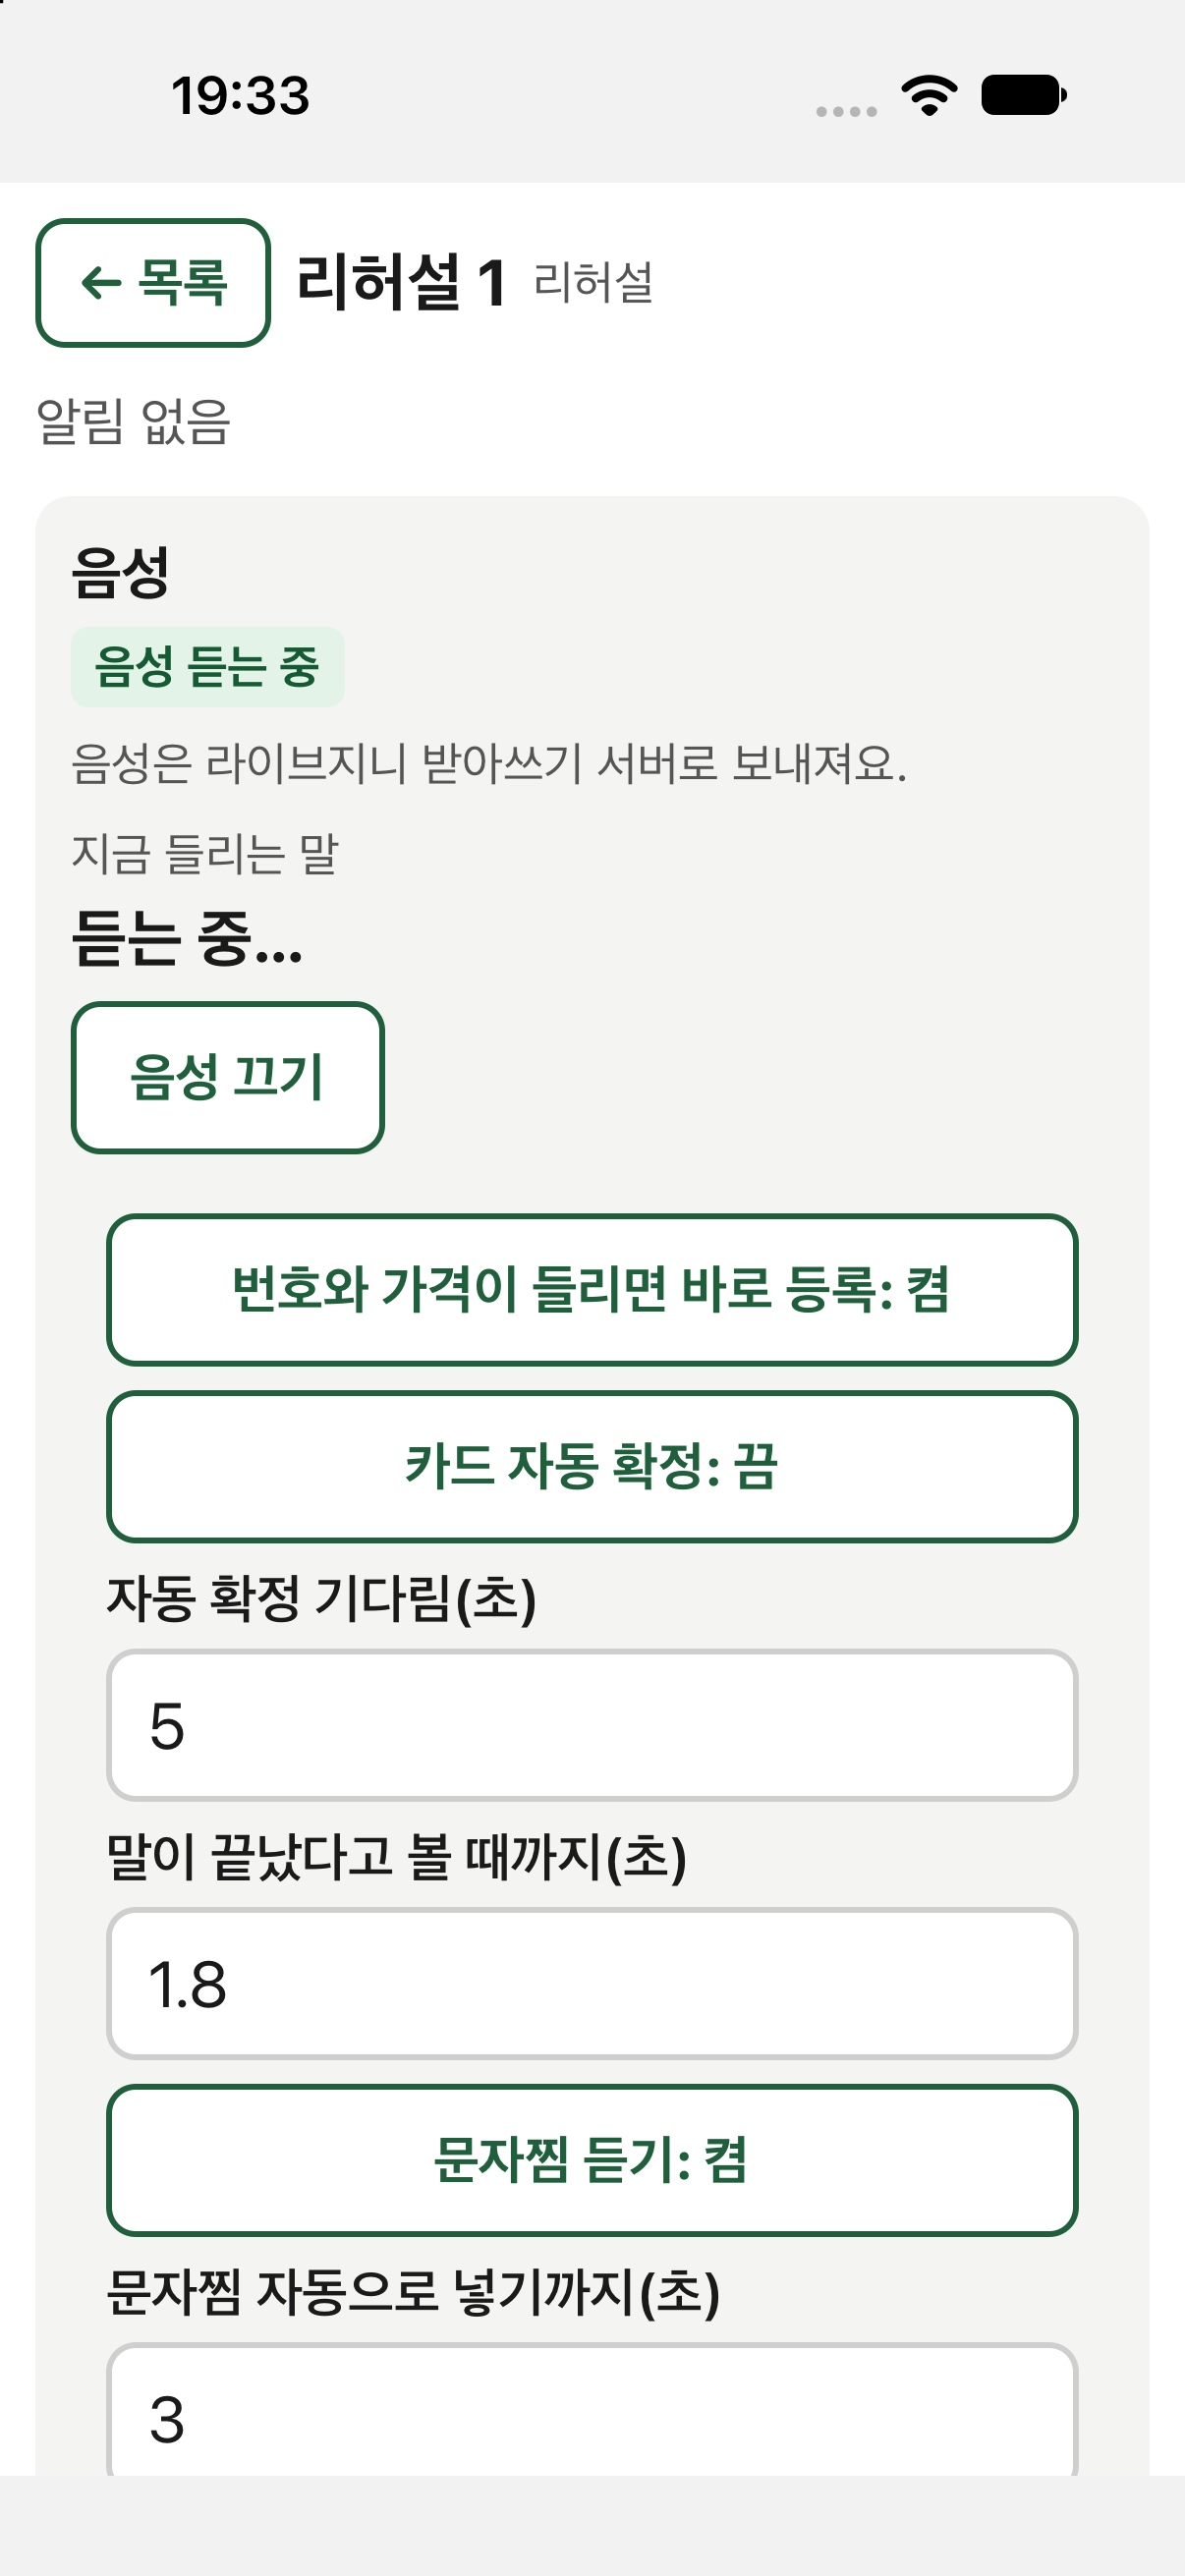 19:33
← 목록 리허설 1 리허설
알림 없음
음성
음성 듣는 중
음성은 라이브지니 받아쓰기 서버로 보내져요.
지금 들리는 말
듣는 중...
음성 끄기
번호와 가격이 들리면 바로 등록: 켬
카드 자동 확정: 끔
자동 확정 기다림(초)
5
말이 끝났다고 볼 때까지(초)
1.8
문자찜 듣기: 켬
문자찜 자동으로 넣기까지(초)
3